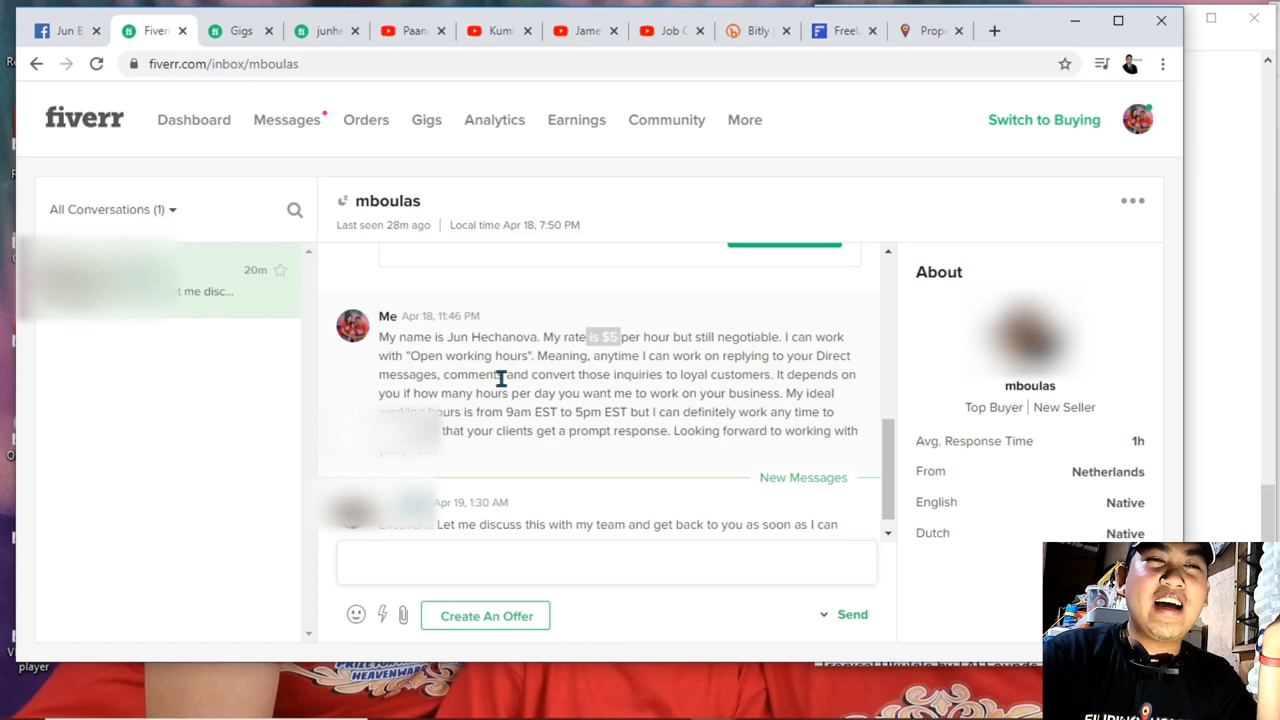 Jun B
Fiverr
Gigs
junhe
Paan
Kumi
Jame
Job C
Bitly
FreeU
Prop
fiverr.com/inbox/mboulas
fiverr
Dashboard
Messages
Orders
Gigs
Analytics
Earnings
Community
More
Switch to Buying
All Conversations (1)
20m
t me disc...
mboulas
Last seen 28m ago | Local time Apr 18, 7:50 PM
Me Apr 18, 11:46 PM
My name is Jun Hechanova. My rate is $5 per hour but still negotiable. I can work
with "Open working hours". Meaning, anytime I can work on replying to your Direct
messages, comments and convert those inquiries to loyal customers. It depends on
you if how many hours per day you want me to work on your business. My ideal
working hours is from 9am EST to 5pm EST but I can definitely work any time to
that your clients get a prompt response. Looking forward to working with
New Messages
Apr 19, 1:30 AM
Excellent. Let me discuss this with my team and get back to you as soon as I can
Create An Offer
Send
About
mboulas
Top Buyer | New Seller
Avg. Response Time 1h
From Netherlands
English Native
Dutch Native
player
PRIZE FOR
HEAVENWARD